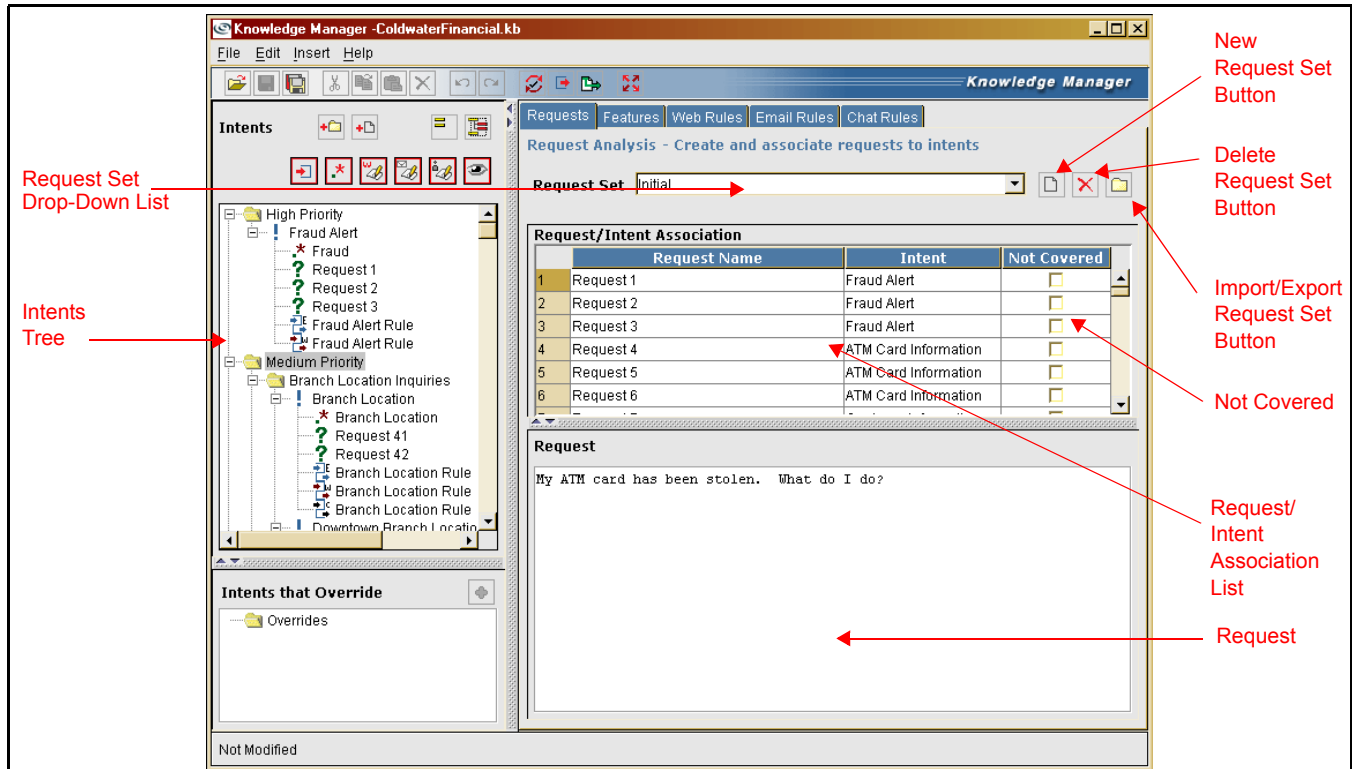 Knowledge Manager -ColdwaterFinancial.kb
File Edit Insert Help
Knowledge Manager
Intents
Requests Features Web Rules Email Rules Chat Rules
Request Analysis - Create and associate requests to intents
Request Set Initial
High Priority
Fraud Alert
Fraud
Request 1
Request 2
Request 3
Fraud Alert Rule
Fraud Alert Rule
Medium Priority
Branch Location Inquiries
Branch Location
Branch Location
Request 41
Request 42
Branch Location Rule
Branch Location Rule
Branch Location Rule
Downtown Branch Locatio
Intents that Override
Overrides
Request/Intent Association
Request Name Intent Not Covered
1 Request 1 Fraud Alert
2 Request 2 Fraud Alert
3 Request 3 Fraud Alert
4 Request 4 ATM Card Information
5 Request 5 ATM Card Information
6 Request 6 ATM Card Information
Request
My ATM card has been stolen. What do I do?
Not Modified
Request Set
Drop-Down List
Intents
Tree
New
Request Set
Button
Delete
Request Set
Button
Import/Export
Request Set
Button
Not Covered
Request/
Intent
Association
List
Request